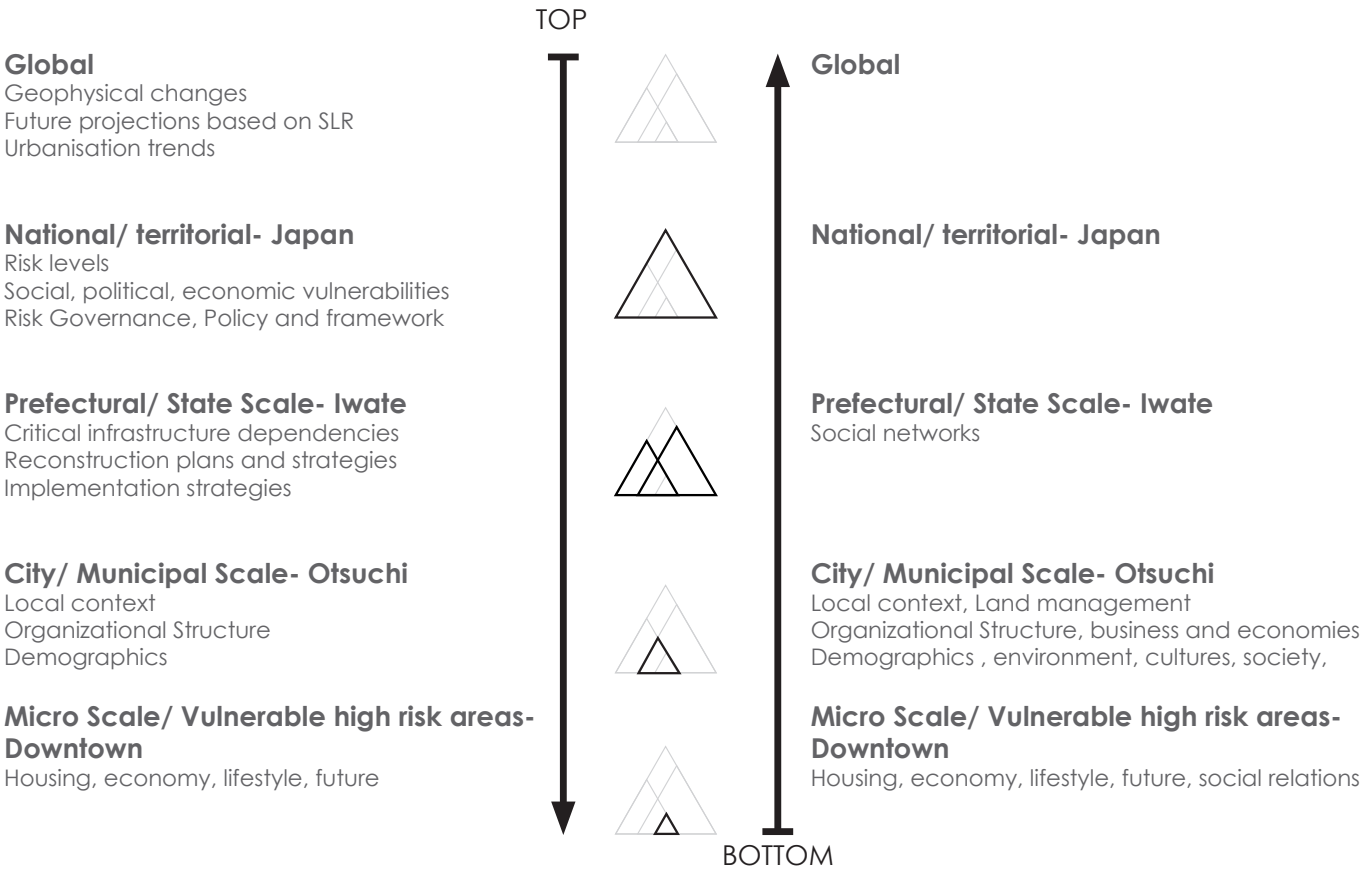 TOP
Global
Geophysical changes
Future projections based on SLR
Urbanisation trends
National/ territorial- Japan
Risk levels
Social, political, economic vulnerabilities
Risk Governance, Policy and framework
Prefectural/ State Scale- Iwate
Critical infrastructure dependencies
Reconstruction plans and strategies
Implementation strategies
City/ Municipal Scale- Otsuchi
Local context
Organizational Structure
Demographics
Micro Scale/ Vulnerable high risk areas-
Downtown
Housing, economy, lifestyle, future
Global
National/ territorial- Japan
Prefectural/ State Scale- Iwate
Social networks
City/ Municipal Scale- Otsuchi
Local context, Land management
Organizational Structure, business and economies
Demographics , environment, cultures, society,
Micro Scale/ Vulnerable high risk areas-
Downtown
Housing, economy, lifestyle, future, social relations
BOTTOM